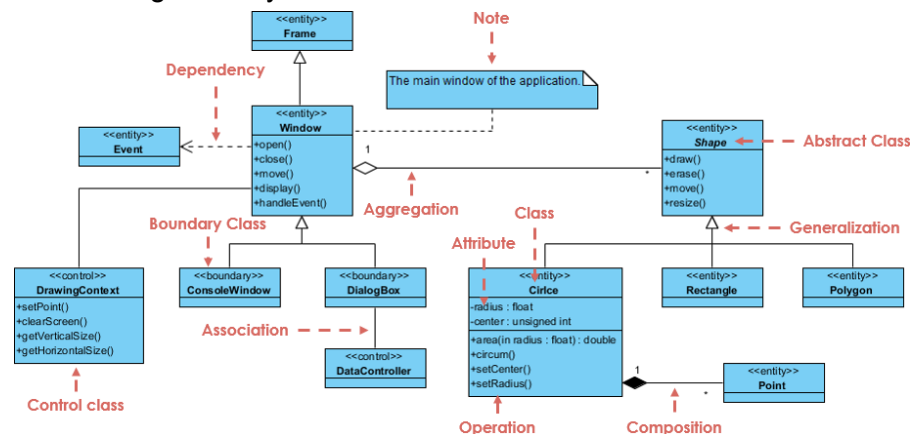 <<entity>>
Frame
Note
Dependency
The main window of the application.
<<entity>>
Window
+open()
+close()
+move()
+display()
+handleEvent()
<<entity>>
Event
1
*
Aggregation
<<entity>>
Shape
+draw()
+erase()
+move()
+resize()
Abstract Class
Boundary Class
Class
Attribute
Generalization
<<control>>
DrawingContext
+setPoint()
+clearScreen()
+getVerticalSize()
+getHorizontalSize()
<<boundary>>
ConsoleWindow
<<boundary>>
DialogBox
<<entity>>
Cirlce
-radius : float
-center : unsigned int
+area(in radius : float) : double
+circum()
+setCenter()
+setRadius()
<<entity>>
Rectangle
<<entity>>
Polygon
Association
<<control>>
DataController
1
*
<<entity>>
Point
Control class
Operation
Composition